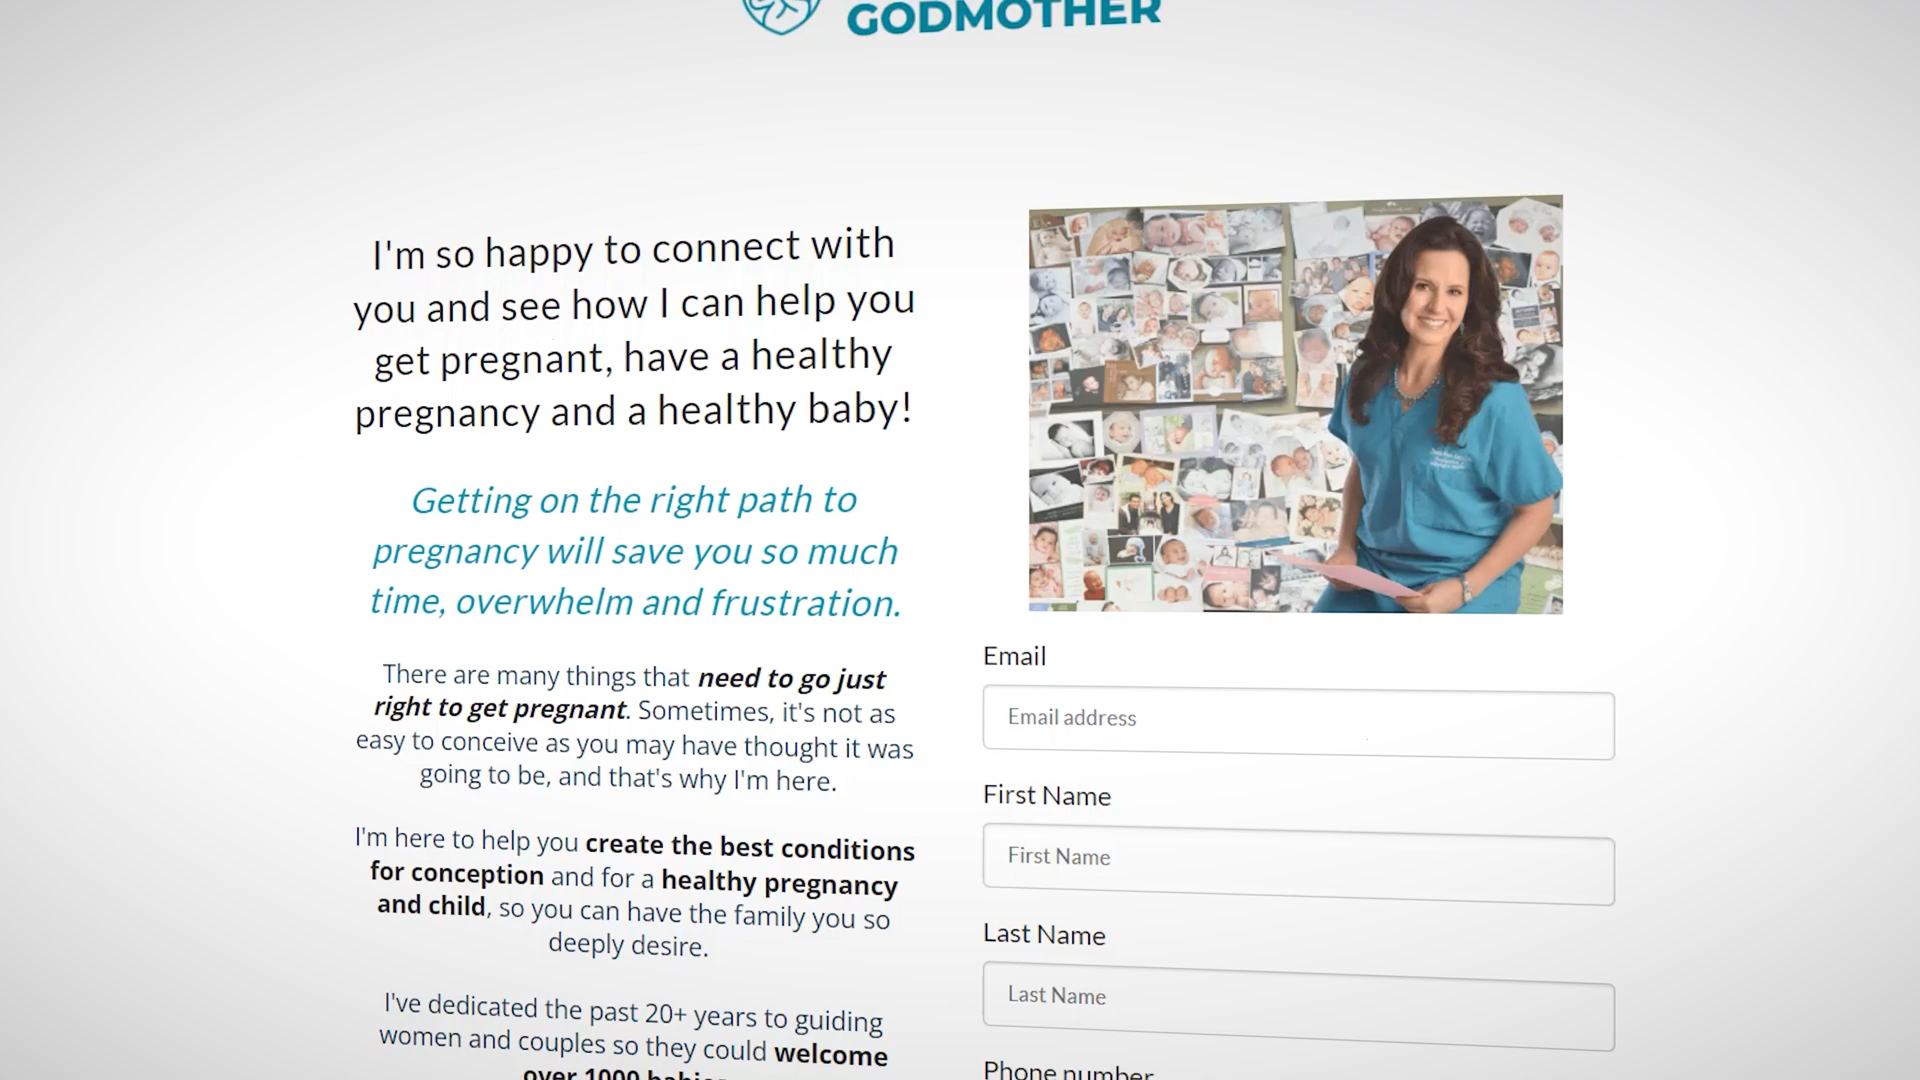 GODMOTHER
I'm so happy to connect with
you and see how I can help you
get pregnant, have a healthy
pregnancy and a healthy baby!
Getting on the right path to
pregnancy will save you so much
time, overwhelm and frustration.
There are many things that need to go just
right to get pregnant. Sometimes, it's not as
easy to conceive as you may have thought it was
going to be, and that's why I'm here.
I'm here to help you create the best conditions
for conception and for a healthy pregnancy
and child, so you can have the family you so
deeply desire.
I've dedicated the past 20+ years to guiding
women and couples so they could welcome
over 1000 babies
Email
Email address
First Name
First Name
Last Name
Last Name
Phone number